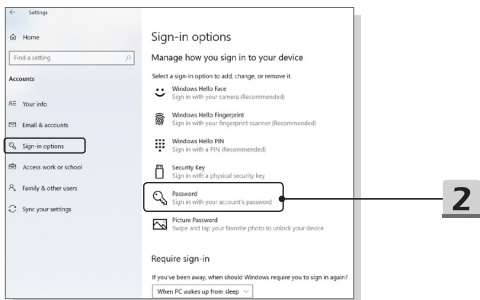 Settings
Home
Find a setting
Accounts
Your info
Email & accounts
Sign-in options
Access work or school
Family & other users
Sync your settings
Sign-in options
Manage how you sign in to your device
Select a sign-in option to add, change, or remove it.
Windows Hello Face
Sign in with your camera (Recommended)
Windows Hello Fingerprint
Sign in with your fingerprint scanner (Recommended)
Windows Hello PIN
Sign in with a PIN (Recommended)
Security Key
Sign in with a physical security key
Password
Sign in with your account's password
Picture Password
Swipe and tap your favorite photo to unlock your device
Require sign-in
If you've been away, when should Windows require you to sign in again?
When PC wakes up from sleep
2